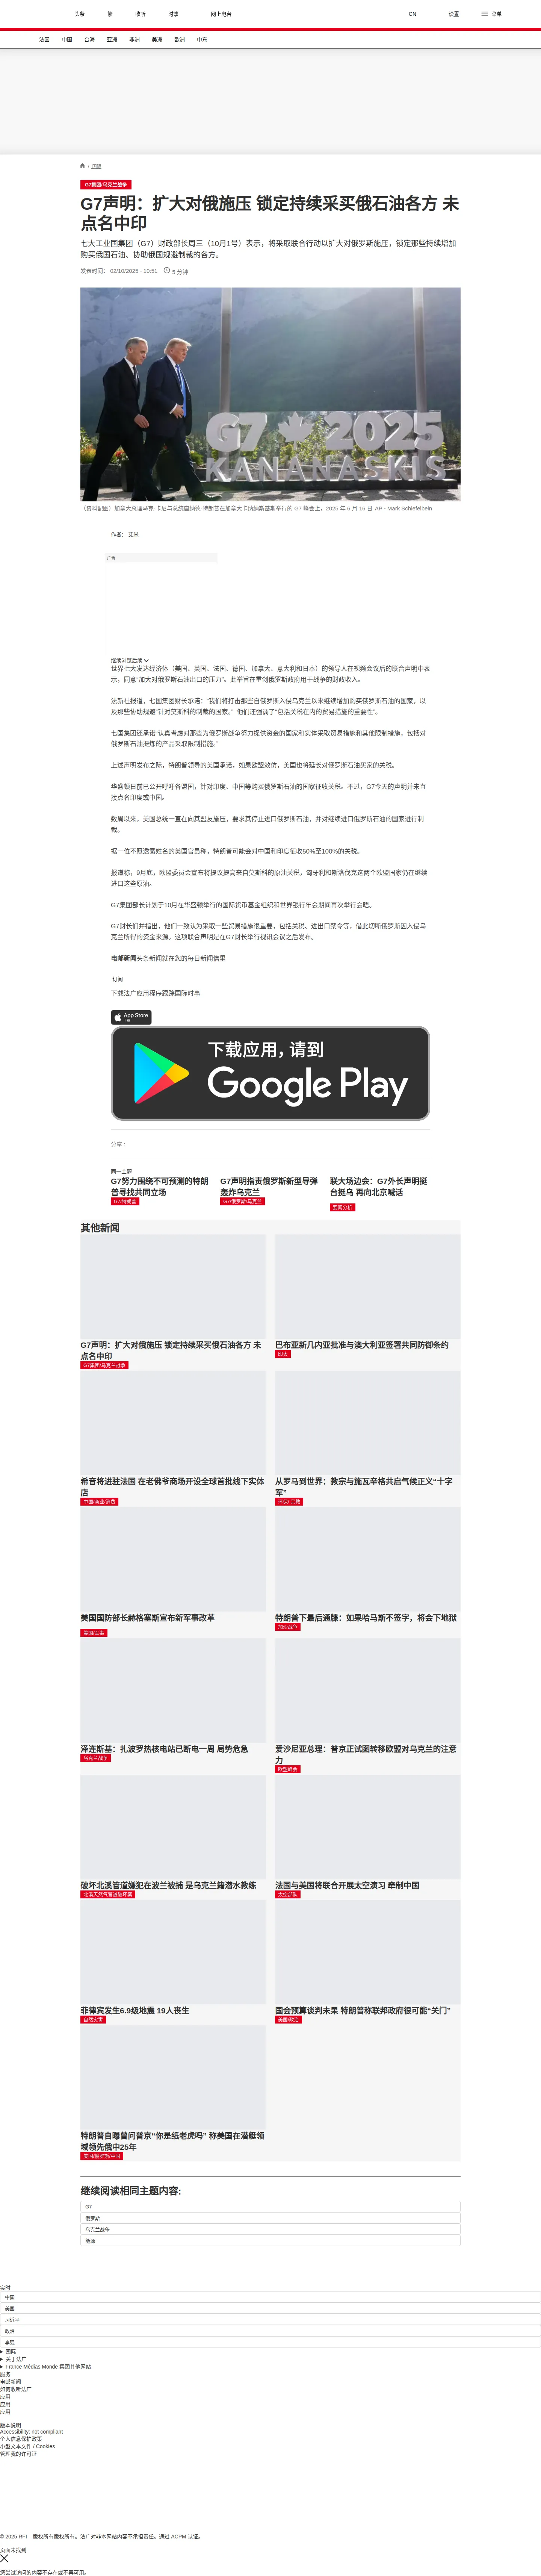 头条
繁
收听
时事
网上电台
CN
设置
菜单
法国
中国
台海
亚洲
非洲
美洲
欧洲
中东
/ 国际
G7集团/乌克兰战争
G7声明：扩大对俄施压 锁定持续采买俄石油各方 未
点名中印
七大工业国集团（G7）财政部长周三（10月1号）表示，将采取联合行动以扩大对俄罗斯施压，锁定那些持续增加
购买俄国石油、协助俄国规避制裁的各方。
发表时间： 02/10/2025 - 10:51
5 分钟
G7 2025
KANANASKIS
（资料配图）加拿大总理马克·卡尼与总统唐纳德·特朗普在加拿大卡纳纳斯基斯举行的 G7 峰会上，2025 年 6 月 16 日 AP - Mark Schiefelbein
作者： 艾米
广告
继续浏览后续
世界七大发达经济体（美国、英国、法国、德国、加拿大、意大利和日本）的领导人在视频会议后的联合声明中表
示，同意“加大对俄罗斯石油出口的压力”，此举旨在重创俄罗斯政府用于战争的财政收入。
法新社报道，七国集团财长承诺：“我们将打击那些自俄罗斯入侵乌克兰以来继续增加购买俄罗斯石油的国家，以
及那些协助规避”针对莫斯科的制裁的国家。” 他们还强调了“包括关税在内的贸易措施的重要性”。
七国集团还承诺“认真考虑对那些为俄罗斯战争努力提供资金的国家和实体采取贸易措施和其他限制措施，包括对
俄罗斯石油提炼的产品采取限制措施。”
上述声明发布之际，特朗普领导的美国承诺，如果欧盟效仿，美国也将延长对俄罗斯石油买家的关税。
华盛顿日前已公开呼吁各盟国，针对印度、中国等购买俄罗斯石油的国家征收关税。不过，G7今天的声明并未直
接点名印度或中国。
数周以来，美国总统一直在向其盟友施压，要求其停止进口俄罗斯石油，并对继续进口俄罗斯石油的国家进行制
裁。
据一位不愿透露姓名的美国官员称，特朗普可能会对中国和印度征收50%至100%的关税。
报道称，9月底，欧盟委员会宣布将提议提高来自莫斯科的原油关税，匈牙利和斯洛伐克这两个欧盟国家仍在继续
进口这些原油。
G7集团部长计划于10月在华盛顿举行的国际货币基金组织和世界银行年会期间再次举行会晤。
G7财长们并指出，他们一致认为采取一些贸易措施很重要，包括关税、进出口禁令等，借此切断俄罗斯因入侵乌
克兰所得的资金来源。这项联合声明是在G7财长举行视讯会议之后发布。
电邮新闻头条新闻就在您的每日新闻信里
订阅
下载法广应用程序跟踪国际时事
App Store
下载
下载应用，请到
Google Play
分享 :
同一主题
G7努力围绕不可预测的特朗
普寻找共同立场
G7/特朗普
G7声明指责俄罗斯新型导弹
轰炸乌克兰
G7/俄罗斯/乌克兰
联大场边会：G7外长声明挺
台挺乌 再向北京喊话
要闻分析
其他新闻
G7声明：扩大对俄施压 锁定持续采买俄石油各方 未
点名中印
G7集团/乌克兰战争
巴布亚新几内亚批准与澳大利亚签署共同防御条约
印太
希音将进驻法国 在老佛爷商场开设全球首批线下实体
店
中国/商业/消费
从罗马到世界：教宗与施瓦辛格共启气候正义“十字
军”
环保/ 宗教
美国国防部长赫格塞斯宣布新军事改革
美国/军事
特朗普下最后通牒：如果哈马斯不签字，将会下地狱
加沙战争
泽连斯基：扎波罗热核电站已断电一周 局势危急
乌克兰战争
爱沙尼亚总理：普京正试图转移欧盟对乌克兰的注意
力
欧盟峰会
破坏北溪管道嫌犯在波兰被捕 是乌克兰籍潜水教练
北溪天然气管道破坏案
法国与美国将联合开展太空演习 牵制中国
太空部队
菲律宾发生6.9级地震 19人丧生
自然灾害
国会预算谈判未果 特朗普称联邦政府很可能“关门”
美国/政治
特朗普自曝曾问普京“你是纸老虎吗” 称美国在潜艇领
域领先俄中25年
美国/俄罗斯/中国
继续阅读相同主题内容:
G7
俄罗斯
乌克兰战争
能源
实时
中国
美国
习近平
政治
李强
国际
关于法广
France Médias Monde 集团其他网站
服务
电邮新闻
如何收听法广
应用
应用
应用
版本说明
Accessibility: not compliant
个人信息保护政策
小型文本文件 / Cookies
管理我的许可证
© 2025 RFI – 版权所有版权所有。法广对非本网站内容不承担责任。通过 ACPM 认证。
页面未找到
您尝试访问的内容不存在或不再可用。